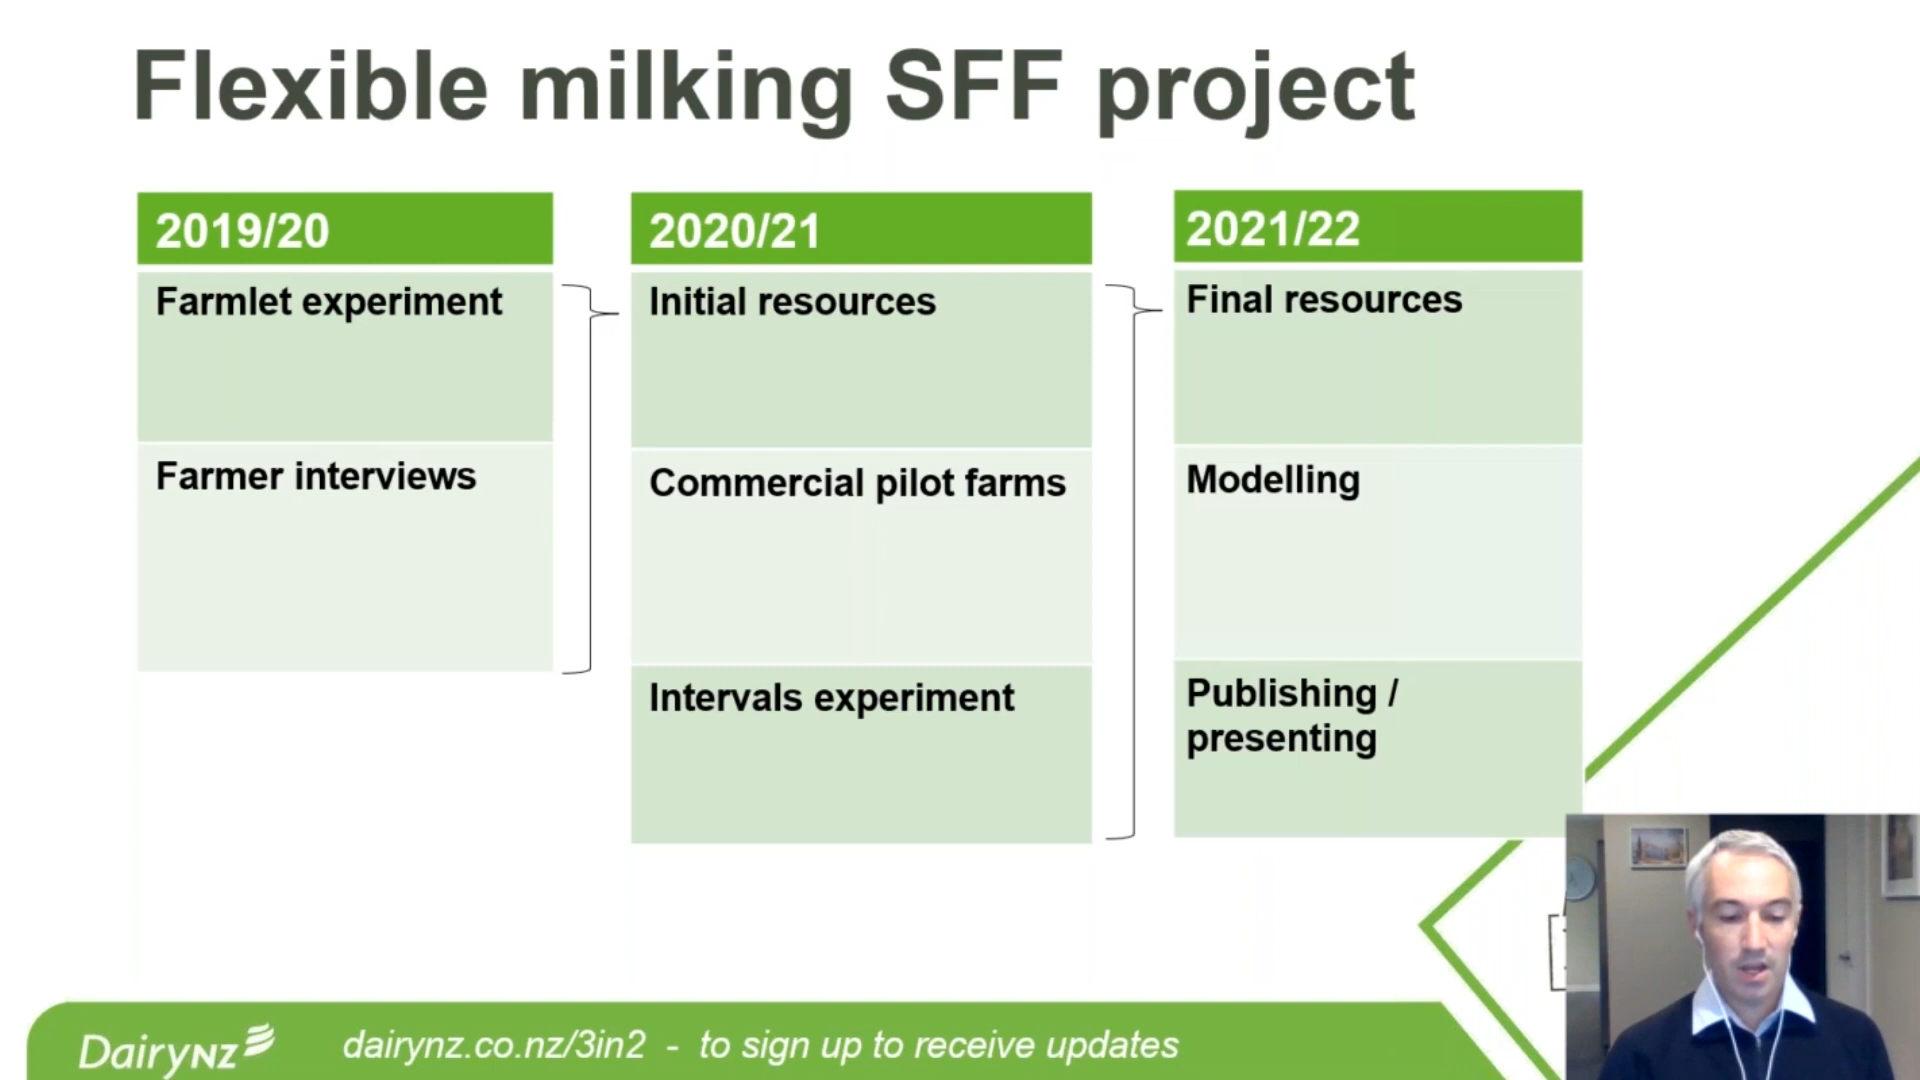 Flexible milking SFF project
2019/20
Farmlet experiment
Farmer interviews
2020/21
Initial resources
Commercial pilot farms
Intervals experiment
2021/22
Final resources
Modelling
Publishing /
presenting
DairyNZ
dairynz.co.nz/3in2 - to sign up to receive updates